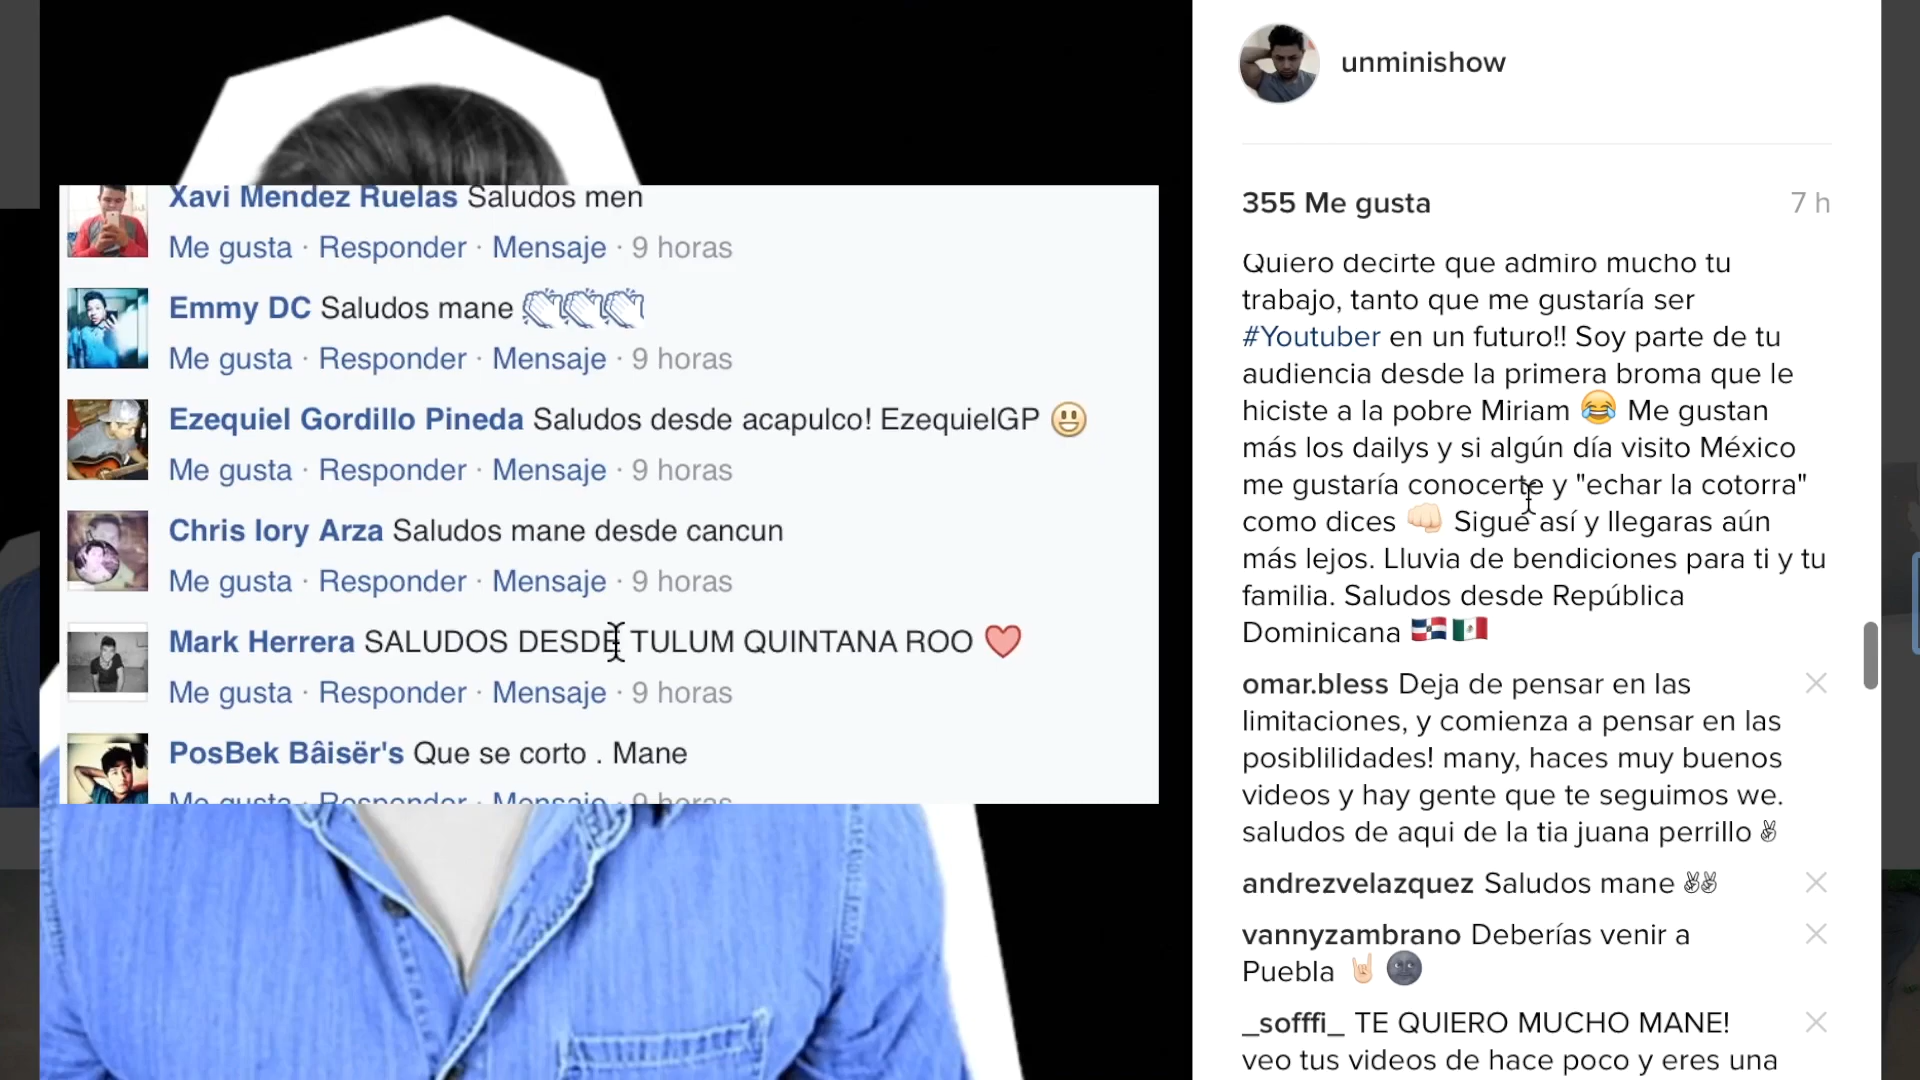 Xavi Mendez Ruelas Saludos men
Me gusta · Responder · Mensaje · 9 horas
Emmy DC Saludos mane 👏👏👏
Me gusta · Responder · Mensaje · 9 horas
Ezequiel Gordillo Pineda Saludos desde acapulco! EzequielGP 😃
Me gusta · Responder · Mensaje · 9 horas
Chris lory Arza Saludos mane desde cancun
Me gusta · Responder · Mensaje · 9 horas
Mark Herrera SALUDOS DESDE TULUM QUINTANA ROO ❤
Me gusta · Responder · Mensaje · 9 horas
PosBek Bâisër's Que se corto . Mane
Me gusta · Responder · Mensaje · 9 horas
unminishow
355 Me gusta 7 h
Quiero decirte que admiro mucho tu
trabajo, tanto que me gustaría ser
#Youtuber en un futuro!! Soy parte de tu
audiencia desde la primera broma que le
hiciste a la pobre Miriam 😂 Me gustan
más los dailys y si algún día visito México
me gustaría conocerte y "echar la cotorra"
como dices 👊🏻 Sigue así y llegaras aún
más lejos. Lluvia de bendiciones para ti y tu
familia. Saludos desde República
Dominicana 🇩🇴🇲🇽
omar.bless Deja de pensar en las
limitaciones, y comienza a pensar en las
posiblilidades! many, haces muy buenos
videos y hay gente que te seguimos we.
saludos de aqui de la tia juana perrillo ✌
andrezvelazquez Saludos mane ✌✌
vannyzambrano Deberías venir a
Puebla 🤘🏻 🌚
_sofffi_ TE QUIERO MUCHO MANE!
veo tus videos de hace poco y eres una